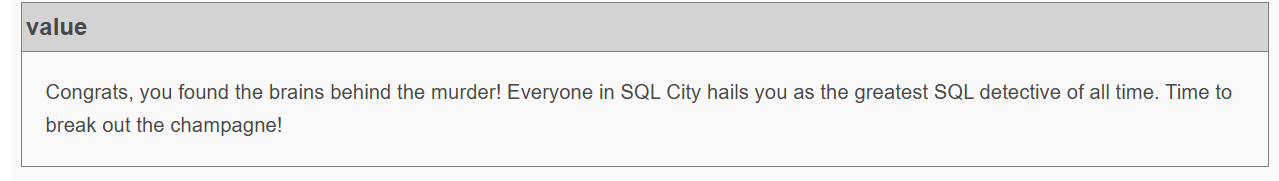 value
Congrats, you found the brains behind the murder! Everyone in SQL City hails you as the greatest SQL detective of all time. Time to
break out the champagne!